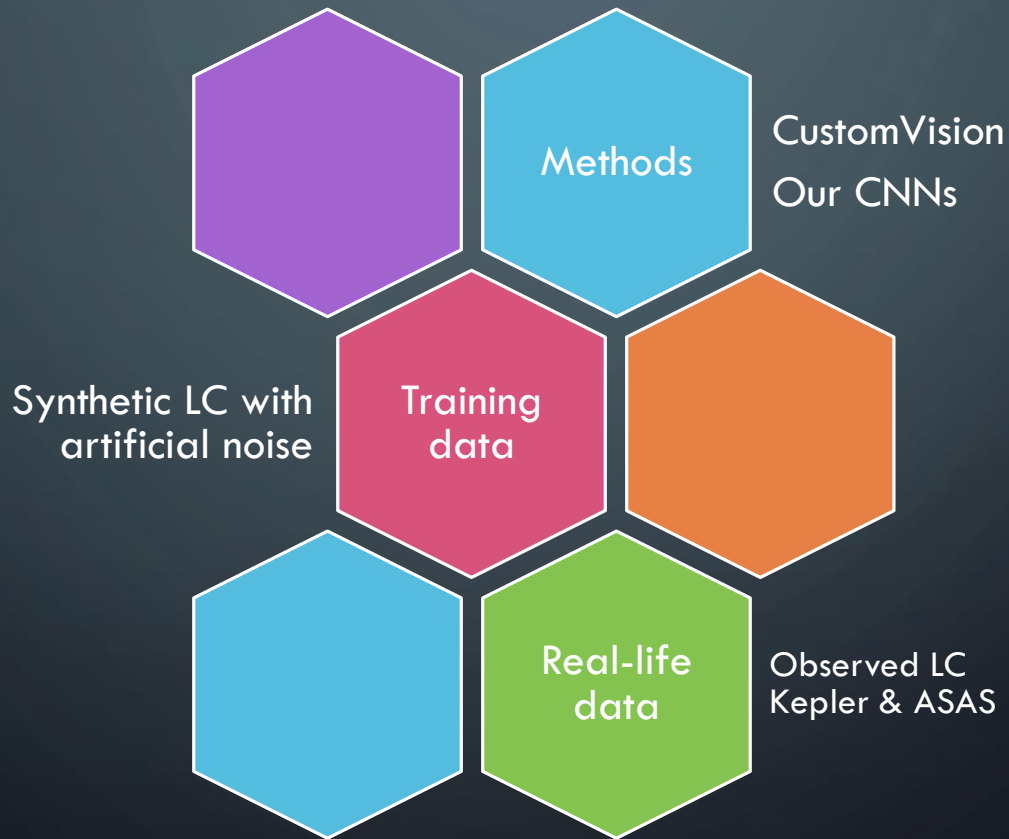 Methods
CustomVision
Our CNNs
Synthetic LC with
artificial noise
Training
data
Real-life
data
Observed LC
Kepler & ASAS